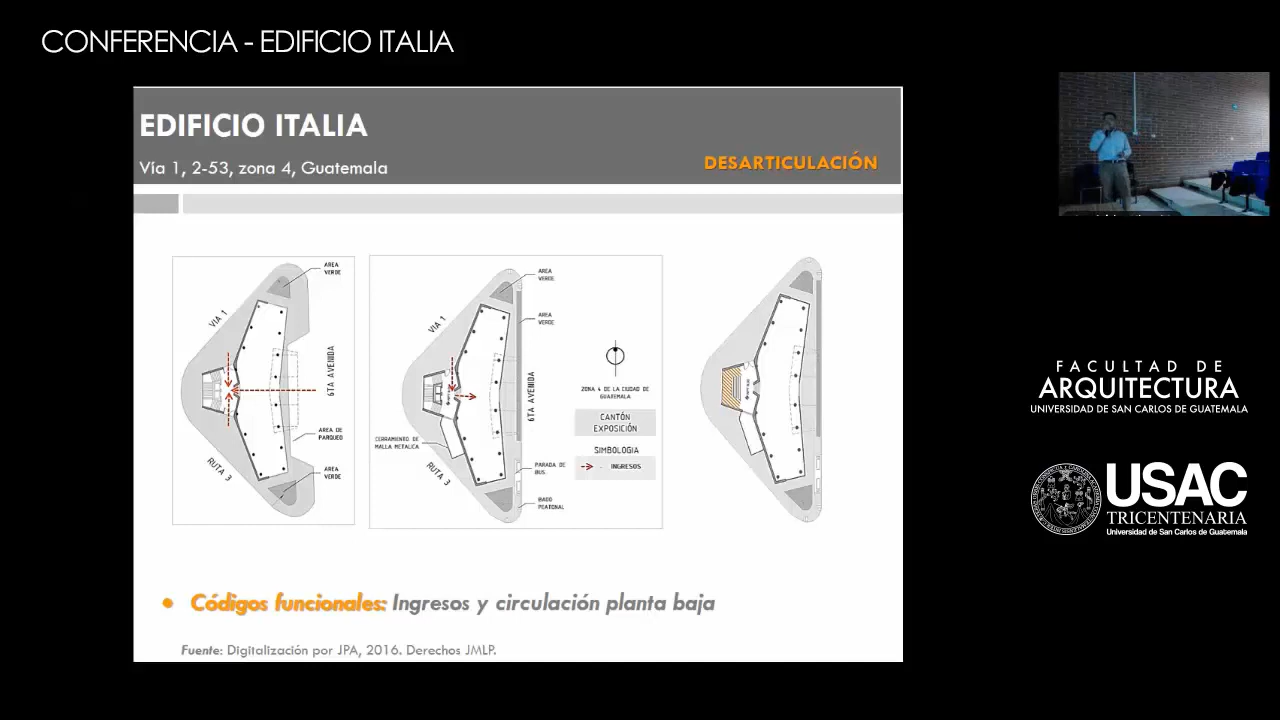 CONFERENCIA - EDIFICIO ITALIA
EDIFICIO ITALIA
Vía 1, 2-53, zona 4, Guatemala
DESARTICULACIÓN
AREA
VERDE
VIA 1
6TA AVENIDA
AREA DE
PARQUEO
RUTA 3
AREA
VERDE
AREA
VERDE
AREA
VERDE
VIA 1
6TA AVENIDA
CERRAMIENTO DE
MALLA METALICA
RUTA 3
PARADA DE
BUS
PEATONAL
ZONA 4 DE LA CIUDAD DE
GUATEMALA
CANTÓN
EXPOSICIÓN
SIMBOLOGIA
- INGRESOS
• Códigos funcionales: Ingresos y circulación planta baja
Fuente: Digitalización por JPA, 2016. Derechos JMLP.
FACULTAD DE
ARQUITECTURA
UNIVERSIDAD DE SAN CARLOS DE GUATEMALA
USAC
TRICENTENARIA
Universidad de San Carlos de Guatemala